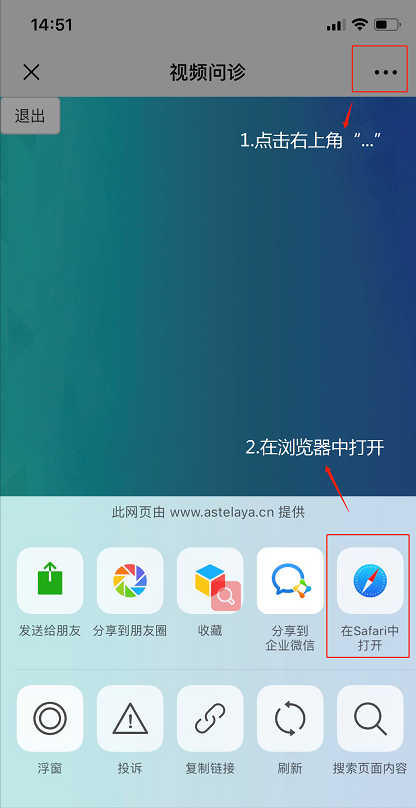 14:51
视频问诊
退出
1.点击右上角“...”
2.在浏览器中打开
此网页由 www.astelaya.cn 提供
发送给朋友
分享到朋友圈
收藏
分享到
企业微信
在Safari中
打开
浮窗
投诉
复制链接
刷新
搜索页面内容